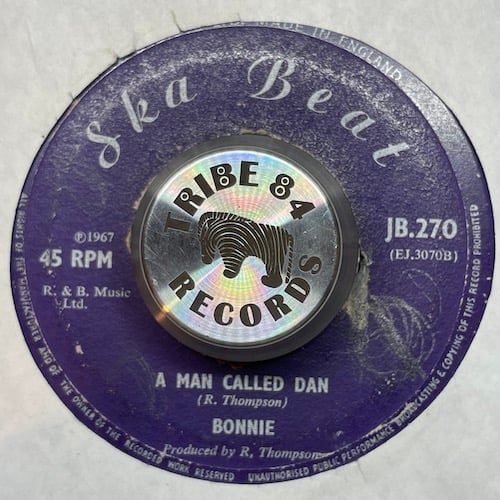 MADE IN ENGLAND
Ska Beat
TRIBE 84
RECORDS
℗1967
45 RPM
R. & B. Music
Ltd.
JB.270
(EJ.3070B)
A MAN CALLED DAN
(R. Thompson)
BONNIE
Produced by R. Thompson
ALL RIGHTS OF THE MANUFACTURER AND OF THE OWNER OF THE RECORDED WORK RESERVED
UNAUTHORISED PUBLIC PERFORMANCE BROADCASTING & COPYING OF THIS RECORD PROHIBITED